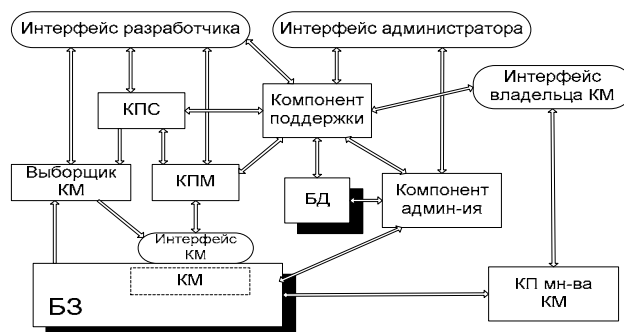 Интерфейс разработчика
Интерфейс администратора
Интерфейс
владельца КМ
КПС
Компонент
поддержки
Выборщик
КМ
КПМ
БД
Компонент
админ-ия
Интерфейс
КМ
КМ
БЗ
КП мн-ва
КМ